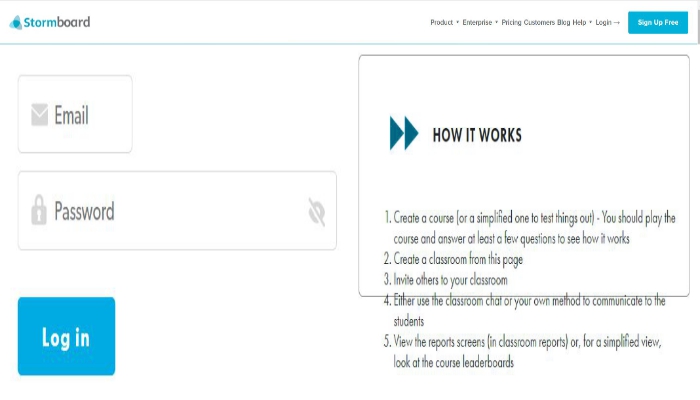 Stormboard
Product Enterprise Pricing Customers Blog Help Login → Sign Up Free
Email
Password
Log in
HOW IT WORKS
1. Create a course (or a simplified one to test things out) - You should play the
course and answer at least a few questions to see how it works
2. Create a classroom from this page
3. Invite others to your classroom
4. Either use the classroom chat or your own method to communicate to the
students
5. View the reports screens (in classroom reports) or, for a simplified view,
look at the course leaderboards